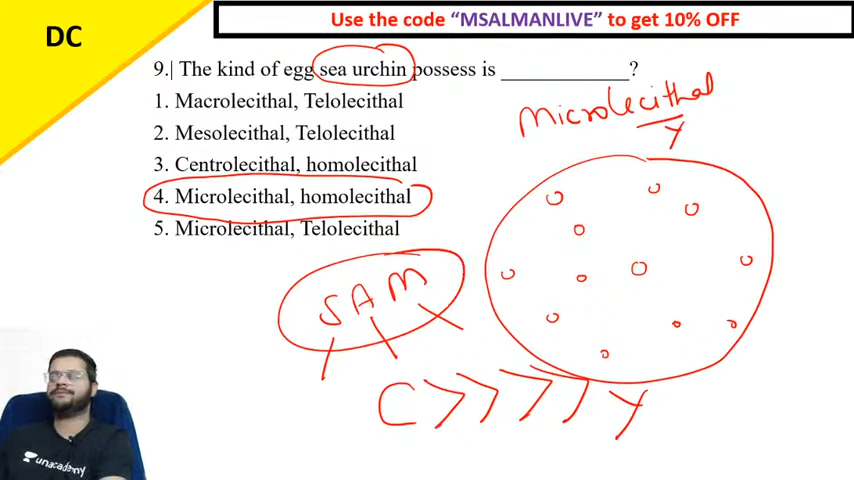 Use the code “MSALMANLIVE” to get 10% OFF
DC
9.| The kind of egg sea urchin possess is ____________?
1. Macrolecithal, Telolecithal
2. Mesolecithal, Telolecithal
3. Centrolecithal, homolecithal
4. Microlecithal, homolecithal
5. Microlecithal, Telolecithal
Microlecithal
Y
SAM
C >>>> Y
unacademy